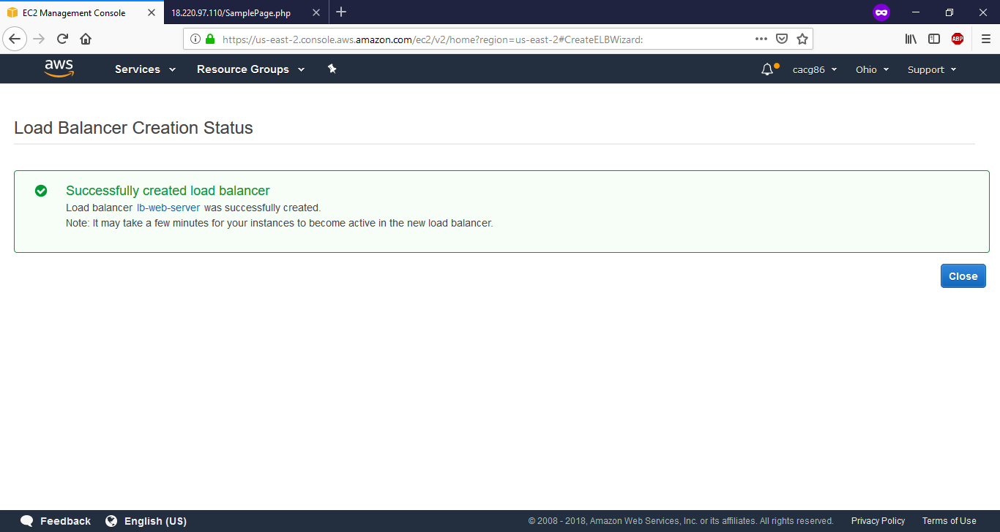 EC2 Management Console
18.220.97.110/SamplePage.php
https://us-east-2.console.aws.amazon.com/ec2/v2/home?region=us-east-2#CreateELBWizard:
ABP
aws
Services
Resource Groups
cacg86
Ohio
Support
Load Balancer Creation Status
Successfully created load balancer
Load balancer lb-web-server was successfully created.
Note: It may take a few minutes for your instances to become active in the new load balancer.
Close
Feedback
English (US)
© 2008 - 2018, Amazon Web Services, Inc. or its affiliates. All rights reserved.
Privacy Policy
Terms of Use